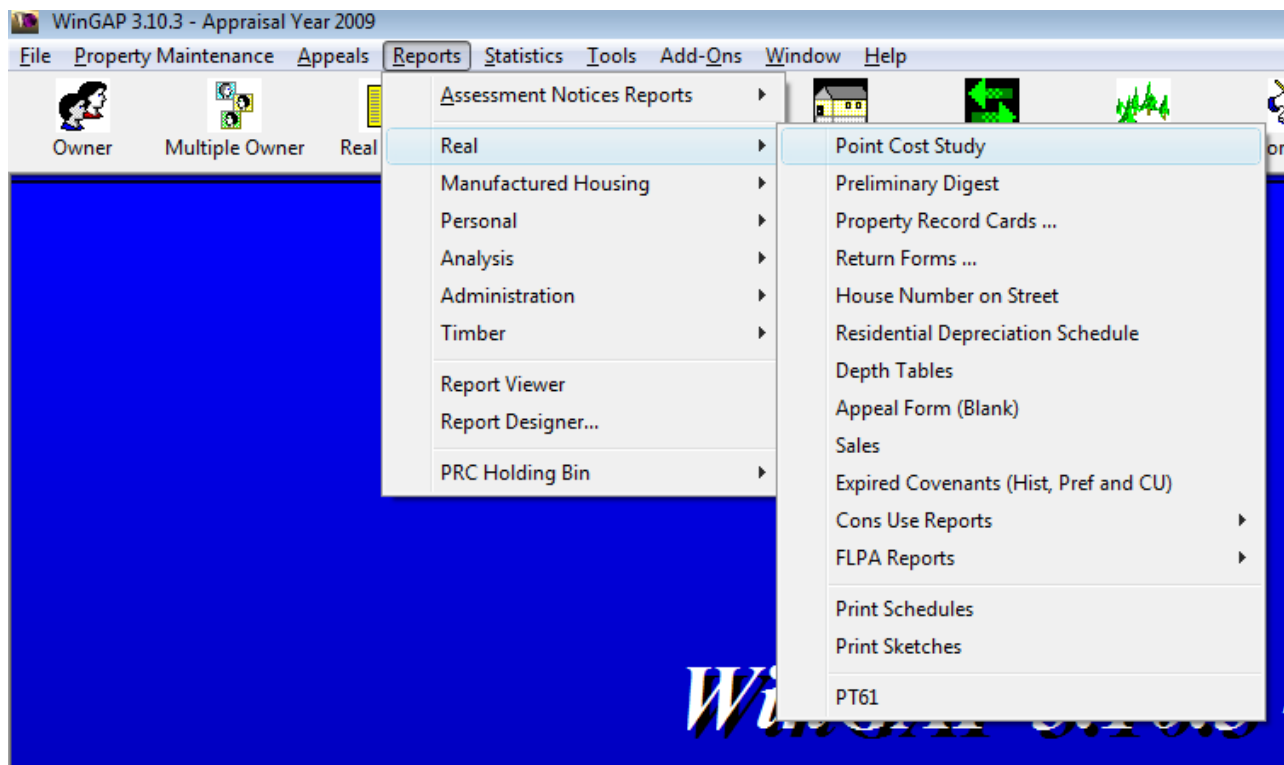 WinGAP 3.10.3 - Appraisal Year 2009
File Property Maintenance Appeals Reports Statistics Tools Add-Ons Window Help
Owner Multiple Owner Real
Assessment Notices Reports
Real
Manufactured Housing
Personal
Analysis
Administration
Timber
Report Viewer
Report Designer...
PRC Holding Bin
Point Cost Study
Preliminary Digest
Property Record Cards ...
Return Forms ...
House Number on Street
Residential Depreciation Schedule
Depth Tables
Appeal Form (Blank)
Sales
Expired Covenants (Hist, Pref and CU)
Cons Use Reports
FLPA Reports
Print Schedules
Print Sketches
PT61